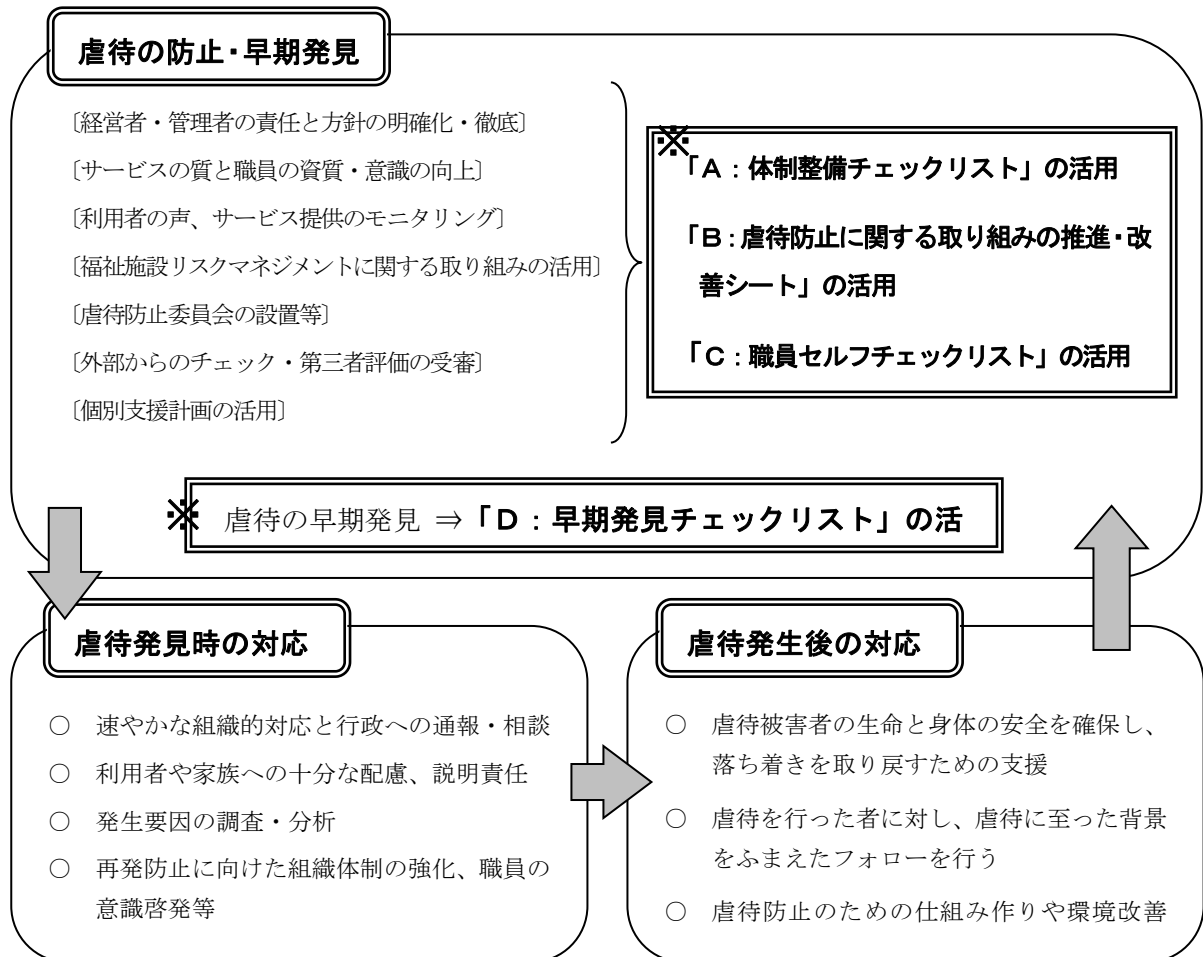 虐待の防止・早期発見
〔経営者・管理者の責任と方針の明確化・徹底〕
〔サービスの質と職員の資質・意識の向上〕
〔利用者の声、サービス提供のモニタリング〕
〔福祉施設リスクマネジメントに関する取り組みの活用〕
〔虐待防止委員会の設置等〕
〔外部からのチェック・第三者評価の受審〕
〔個別支援計画の活用〕
※
「A：体制整備チェックリスト」の活用
「B：虐待防止に関する取り組みの推進・改
善シート」の活用
「C：職員セルフチェックリスト」の活用
※ 虐待の早期発見 ⇒「D：早期発見チェックリスト」の活
虐待発見時の対応
○ 速やかな組織的対応と行政への通報・相談
○ 利用者や家族への十分な配慮、説明責任
○ 発生要因の調査・分析
○ 再発防止に向けた組織体制の強化、職員の
意識啓発等
虐待発生後の対応
○ 虐待被害者の生命と身体の安全を確保し、
落ち着きを取り戻すための支援
○ 虐待を行った者に対し、虐待に至った背景
をふまえたフォローを行う
○ 虐待防止のための仕組み作りや環境改善